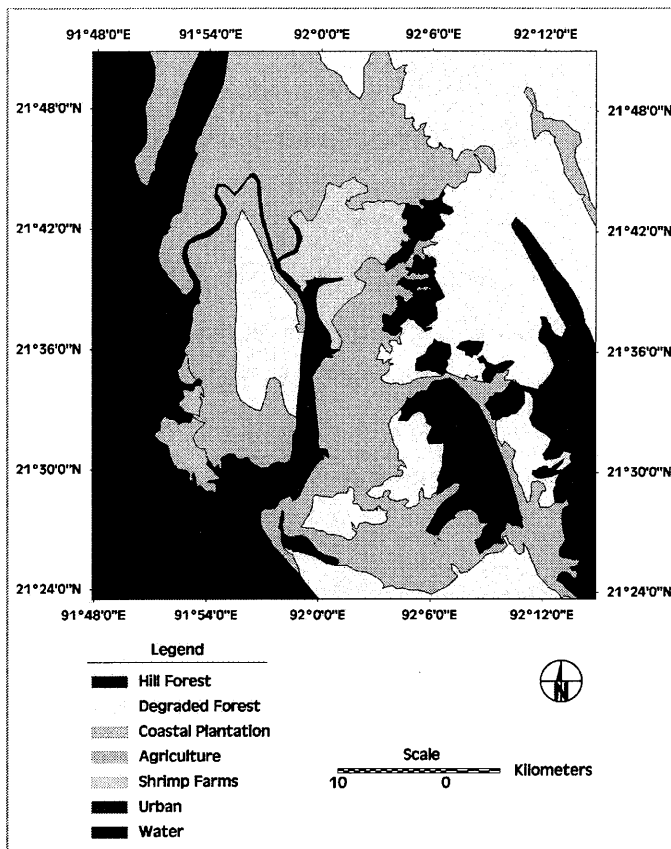 91°48'0"E 91°54'0"E 92°0'0"E 92°6'0"E 92°12'0"E
21°48'0"N 21°48'0"N
21°42'0"N 21°42'0"N
21°36'0"N 21°36'0"N
21°30'0"N 21°30'0"N
21°24'0"N 21°24'0"N
91°48'0"E 91°54'0"E 92°0'0"E 92°6'0"E 92°12'0"E
Legend
Hill Forest
Degraded Forest
Coastal Plantation
Agriculture
Shrimp Farms
Urban
Water
N
Scale
10 0 Kilometers